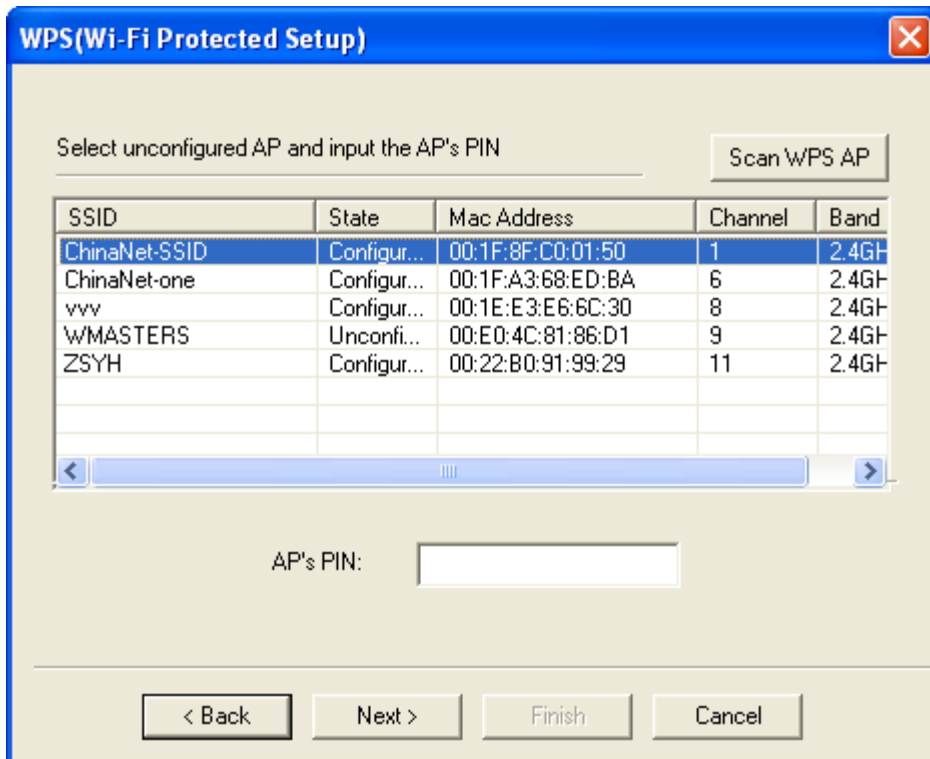 WPS(Wi-Fi Protected Setup)
Select unconfigured AP and input the AP's PIN
Scan WPS AP
SSID State Mac Address Channel Band
ChinaNet-SSID Configur... 00:1F:8F:C0:01:50 1 2.4GH
ChinaNet-one Configur... 00:1F:A3:68:ED:BA 6 2.4GH
vvv Configur... 00:1E:E3:E6:6C:30 8 2.4GH
WMASTERS Unconfi... 00:E0:4C:81:86:D1 9 2.4GH
ZSYH Configur... 00:22:B0:91:99:29 11 2.4GH
AP's PIN:
< Back Next > Finish Cancel